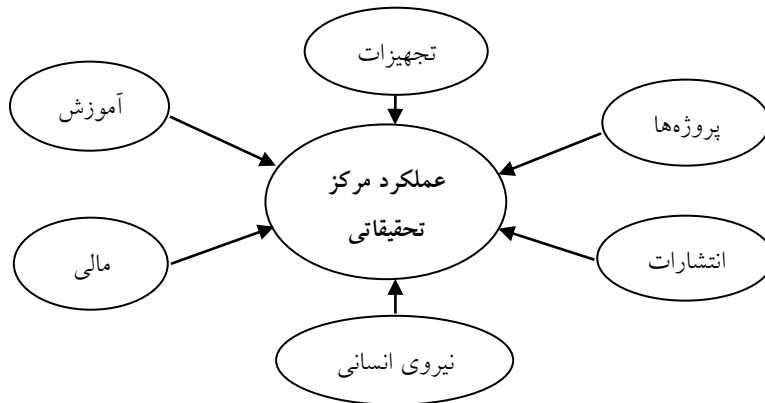 تجهیزات
پروژه‌ها
آموزش
عملکرد مرکز
تحقیقاتی
انتشارات
مالی
نیروی انسانی